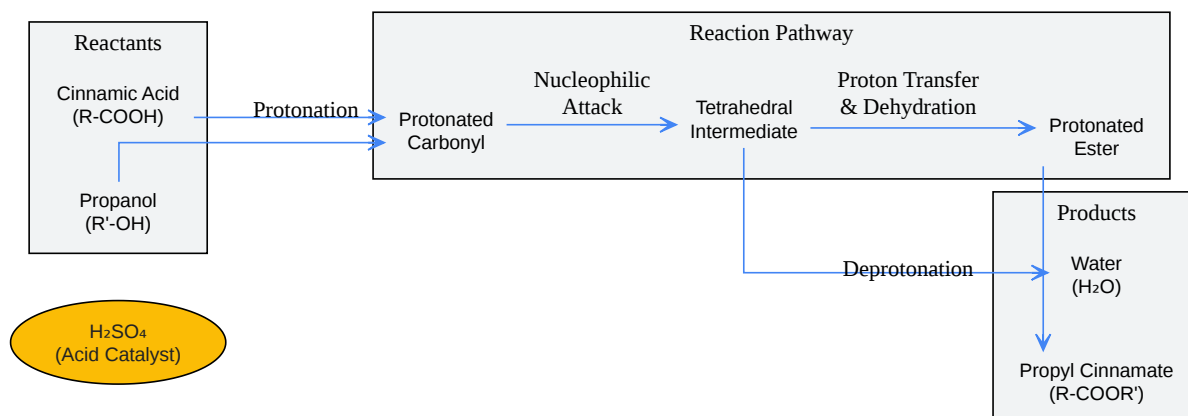 Reactants
Cinnamic Acid
(R-COOH)
Propanol
(R'-OH)
H₂SO₄
(Acid Catalyst)
Protonation
Reaction Pathway
Protonated
Carbonyl
Nucleophilic
Attack
Tetrahedral
Intermediate
Proton Transfer
& Dehydration
Protonated
Ester
Deprotonation
Products
Water
(H₂O)
Propyl Cinnamate
(R-COOR')